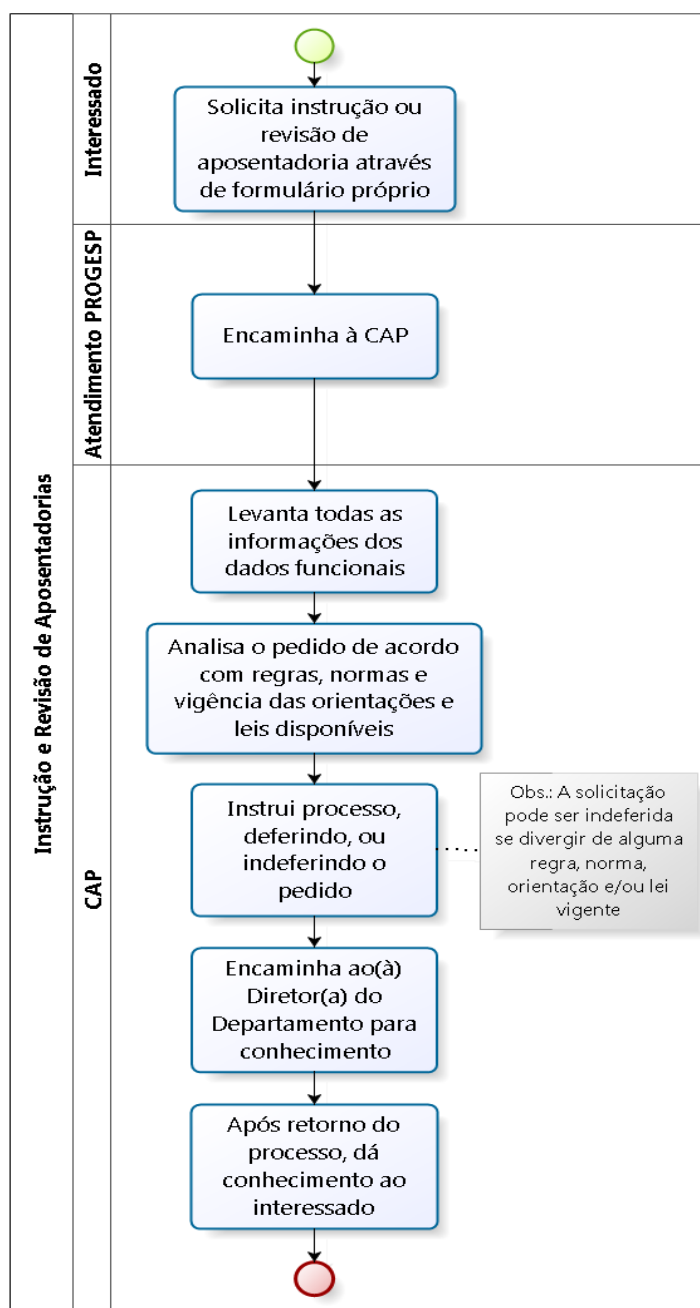 Instrução e Revisão de Aposentadorias
Interessado
Solicita instrução ou
revisão de
aposentadoria através
de formulário próprio
Atendimento PROGESP
Encaminha à CAP
CAP
Levanta todas as
informações dos
dados funcionais
Analisa o pedido de acordo
com regras, normas e
vigência das orientações e
leis disponíveis
Instrui processo,
deferindo, ou
indeferindo o
pedido
Obs.: A solicitação
pode ser indeferida
se divergir de alguma
regra, norma,
orientação e/ou lei
vigente
Encaminha ao(à)
Diretor(a) do
Departamento para
conhecimento
Após retorno do
processo, dá
conhecimento ao
interessado